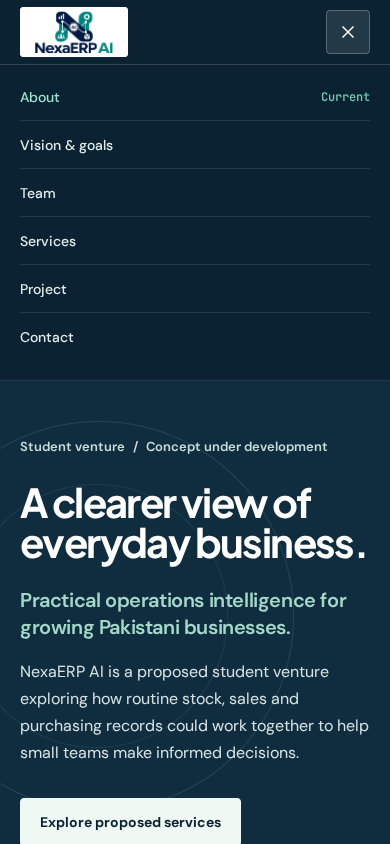 NexaERP AI
About
Current
Vision & goals
Team
Services
Project
Contact
Student venture / Concept under development
A clearer view of
everyday business.
Practical operations intelligence for
growing Pakistani businesses.
NexaERP AI is a proposed student venture
exploring how routine stock, sales and
purchasing records could work together to help
small teams make informed decisions.
Explore proposed services